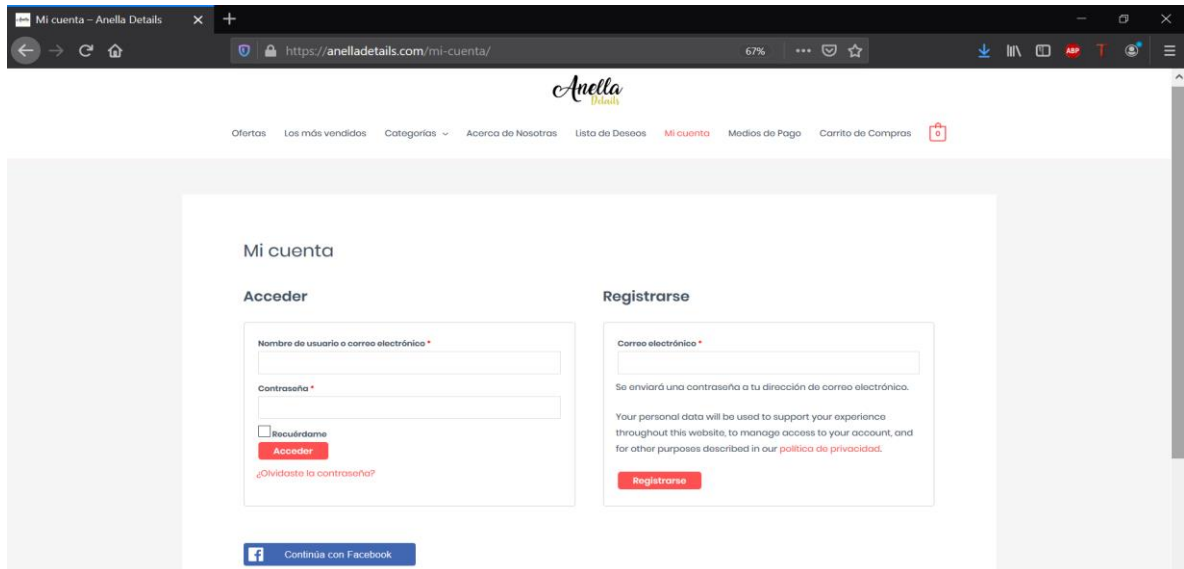 Mi cuenta – Anella Details
https://anelladetails.com/mi-cuenta/
67%
ABP
Anella
Details
Ofertas Los más vendidos Categorías Acerca de Nosotras Lista de Deseos Mi cuenta Medios de Pago Carrito de Compras 0
Mi cuenta
Acceder
Nombre de usuario o correo electrónico *
Contraseña *
Recuérdame
Acceder
¿Olvidaste la contraseña?
Registrarse
Correo electrónico *
Se enviará una contraseña a tu dirección de correo electrónico.
Your personal data will be used to support your experience
throughout this website, to manage access to your account, and
for other purposes described in our política de privacidad.
Registrarse
Continúa con Facebook